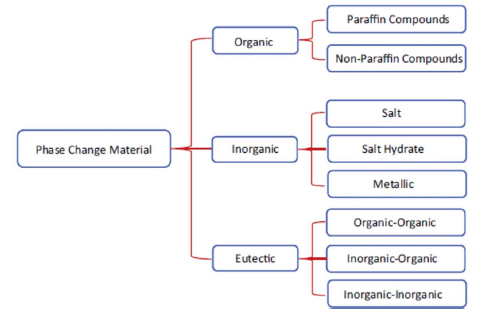 Phase Change Material
Organic
Paraffin Compounds
Non-Paraffin Compounds
Inorganic
Salt
Salt Hydrate
Metallic
Eutectic
Organic-Organic
Inorganic-Organic
Inorganic-Inorganic